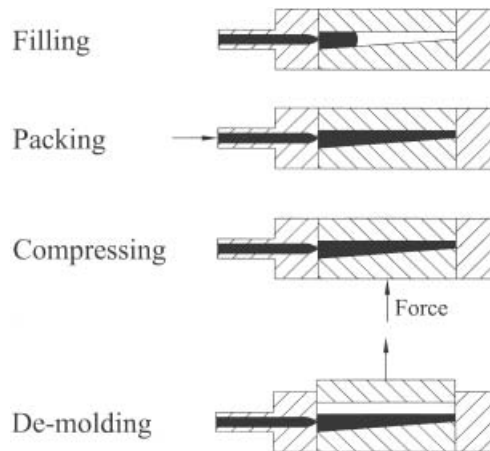 Filling
Packing
Compressing
Force
De-molding